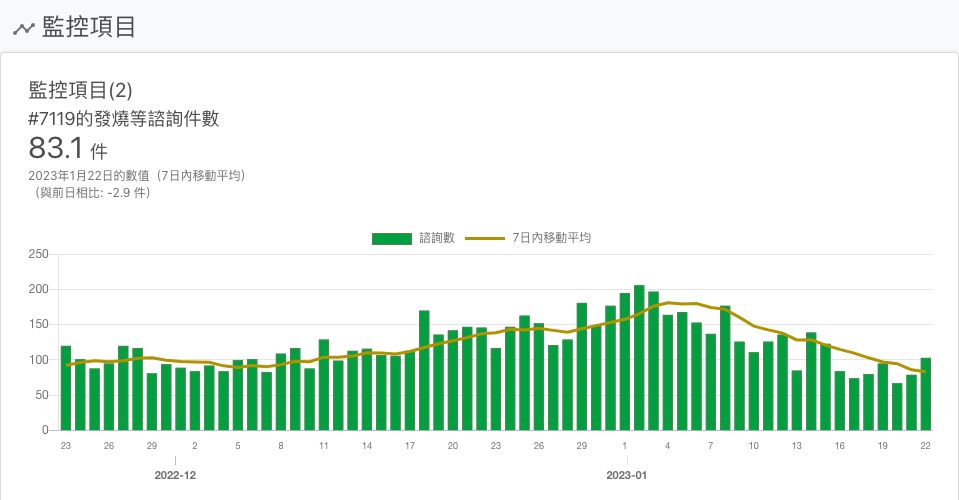 監控項目
監控項目(2)
#7119的發燒等諮詢件數
83.1 件
2023年1月22日的數值（7日內移動平均）
（與前日相比: -2.9 件）
諮詢數 7日內移動平均
250
200
150
100
50
0
23 26 29 2 5 8 11 14 17 20 23 26 29 1 4 7 10 13 16 19 22
2022-12 2023-01